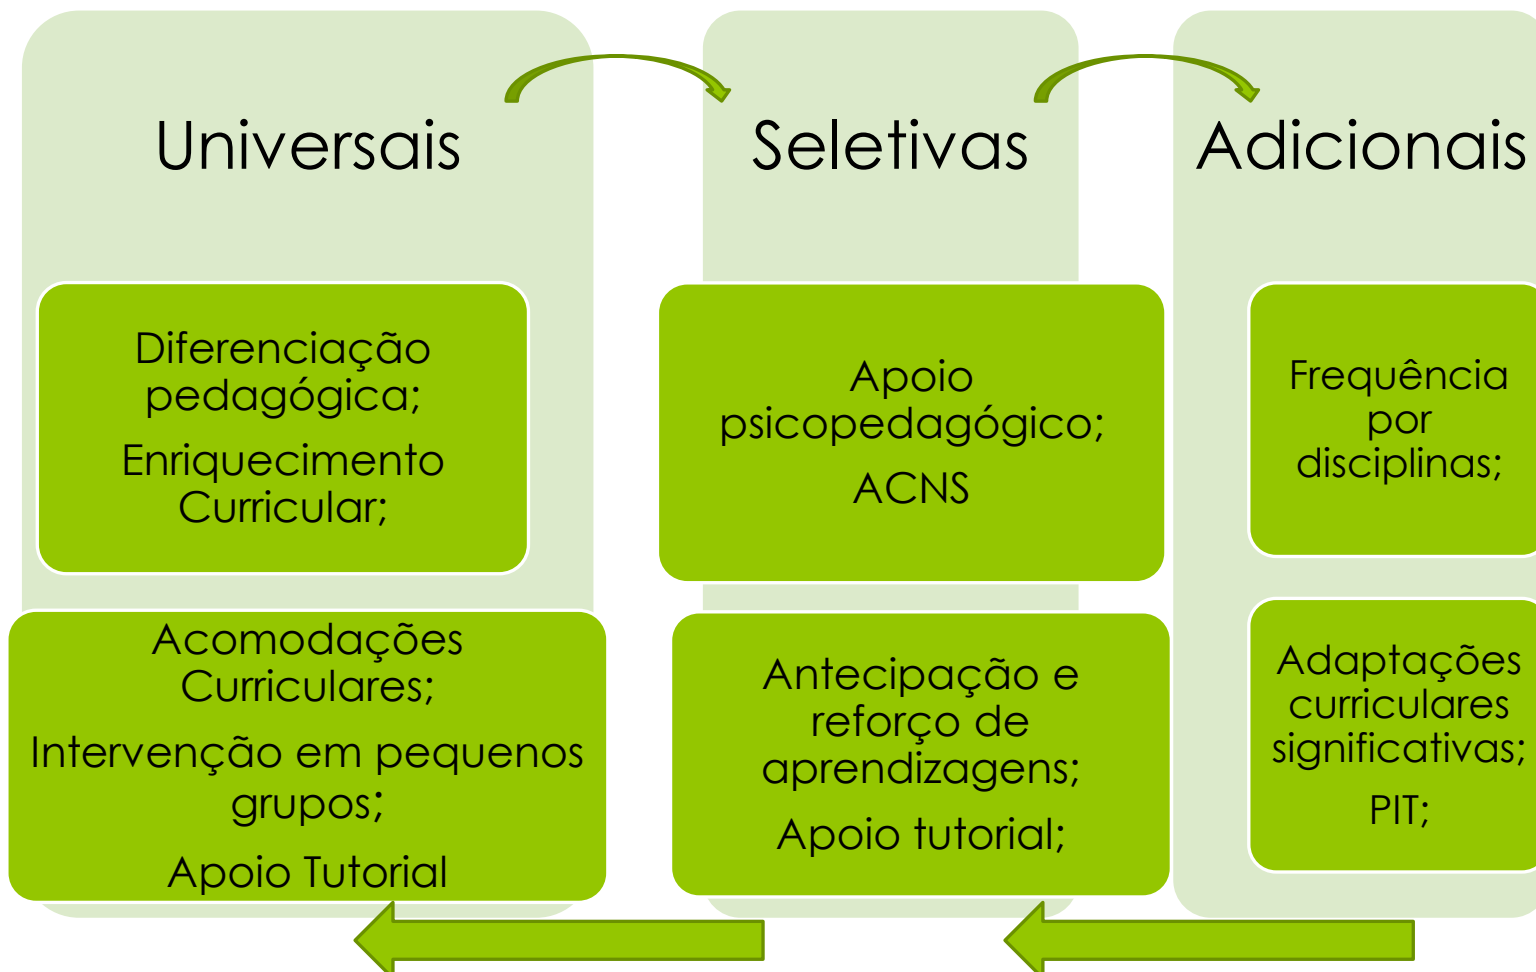 Universais
Diferenciação
pedagógica;
Enriquecimento
Curricular;
Acomodações
Curriculares;
Intervenção em pequenos
grupos;
Apoio Tutorial
Seletivas
Apoio
psicopedagógico;
ACNS
Antecipação e
reforço de
aprendizagens;
Apoio tutorial;
Adicionais
Frequência
por
disciplinas;
Adaptações
curriculares
significativas;
PIT;